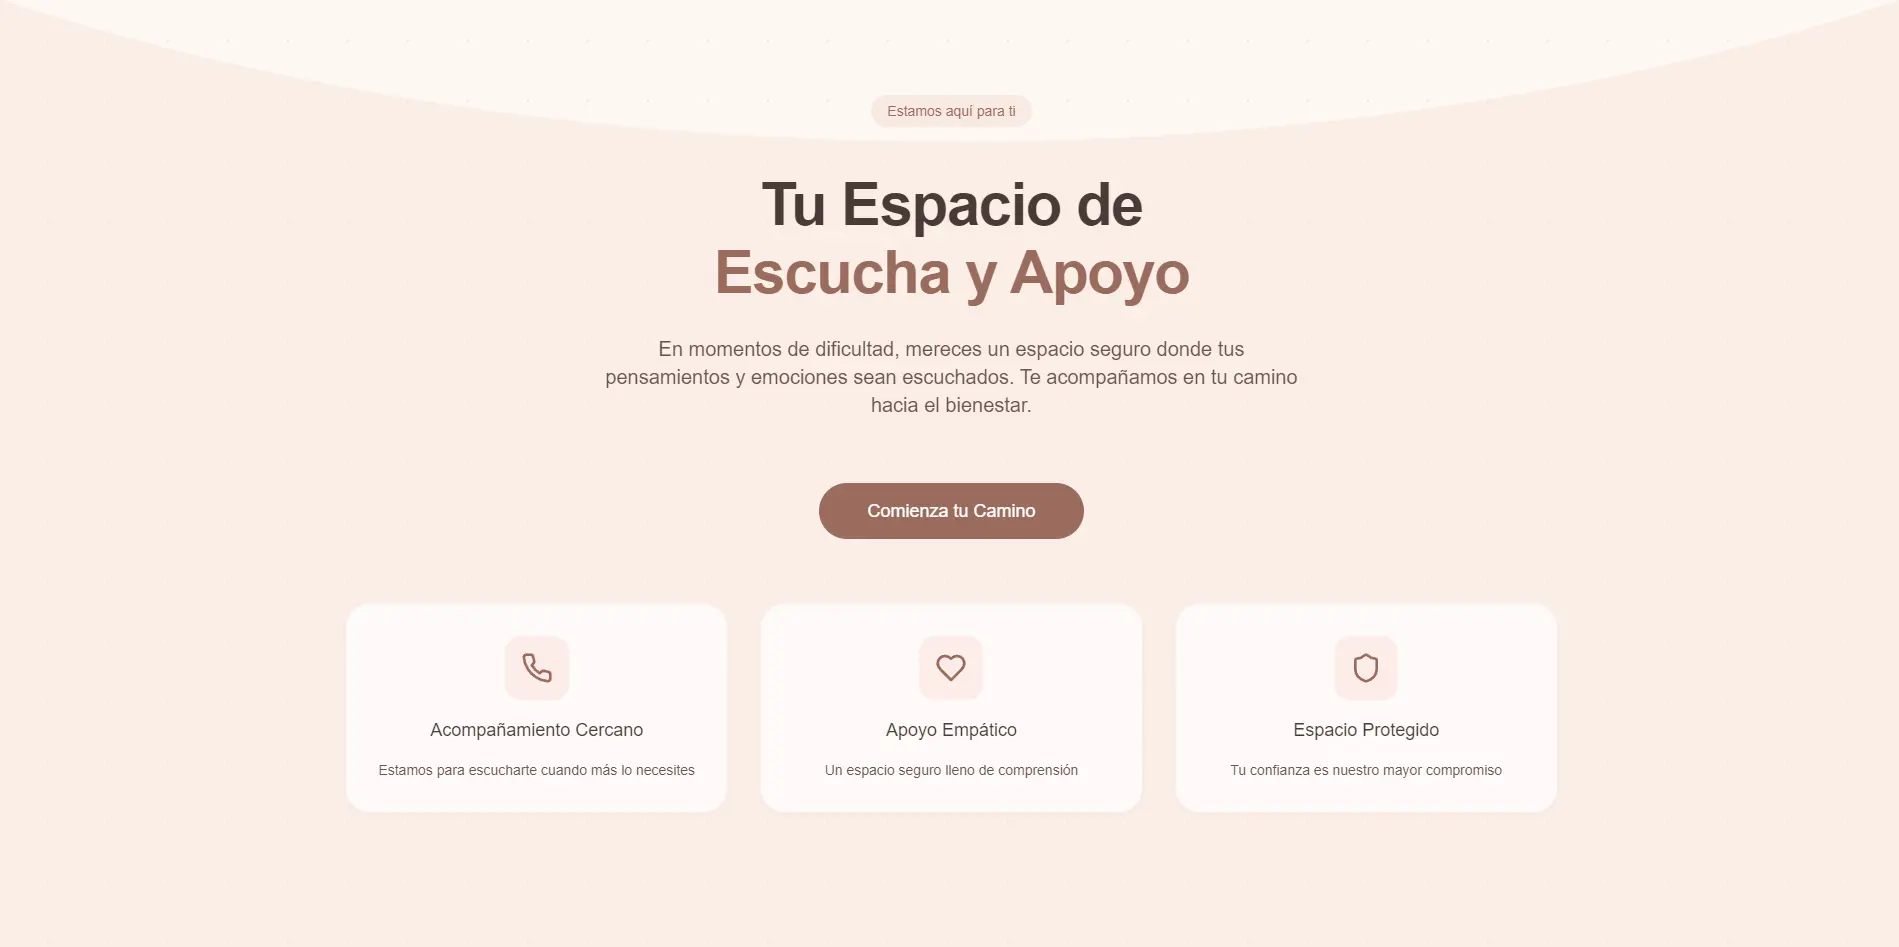 Estamos aquí para ti
Tu Espacio de
Escucha y Apoyo
En momentos de dificultad, mereces un espacio seguro donde tus
pensamientos y emociones sean escuchados. Te acompañamos en tu camino
hacia el bienestar.
Comienza tu Camino
Acompañamiento Cercano
Estamos para escucharte cuando más lo necesites
Apoyo Empático
Un espacio seguro lleno de comprensión
Espacio Protegido
Tu confianza es nuestro mayor compromiso